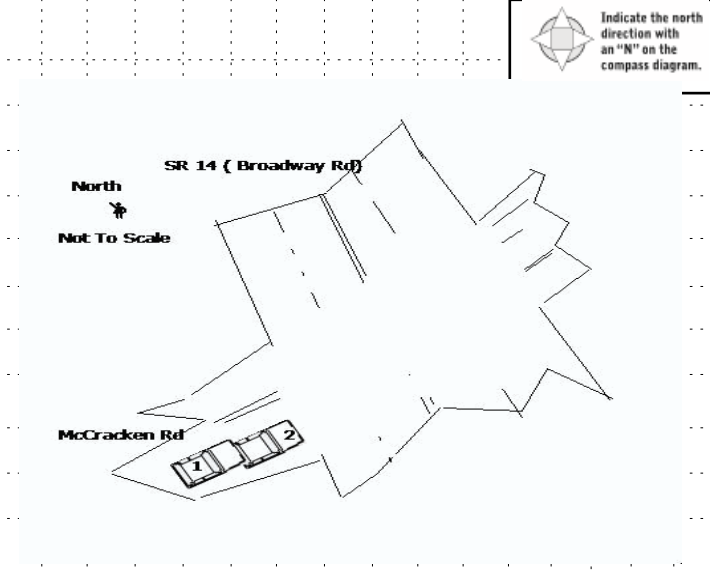 Indicate the north
direction with
an “N” on the
compass diagram.
SR 14 ( Broadway Rd)
North
Not To Scale
McCracken Rd
1
2